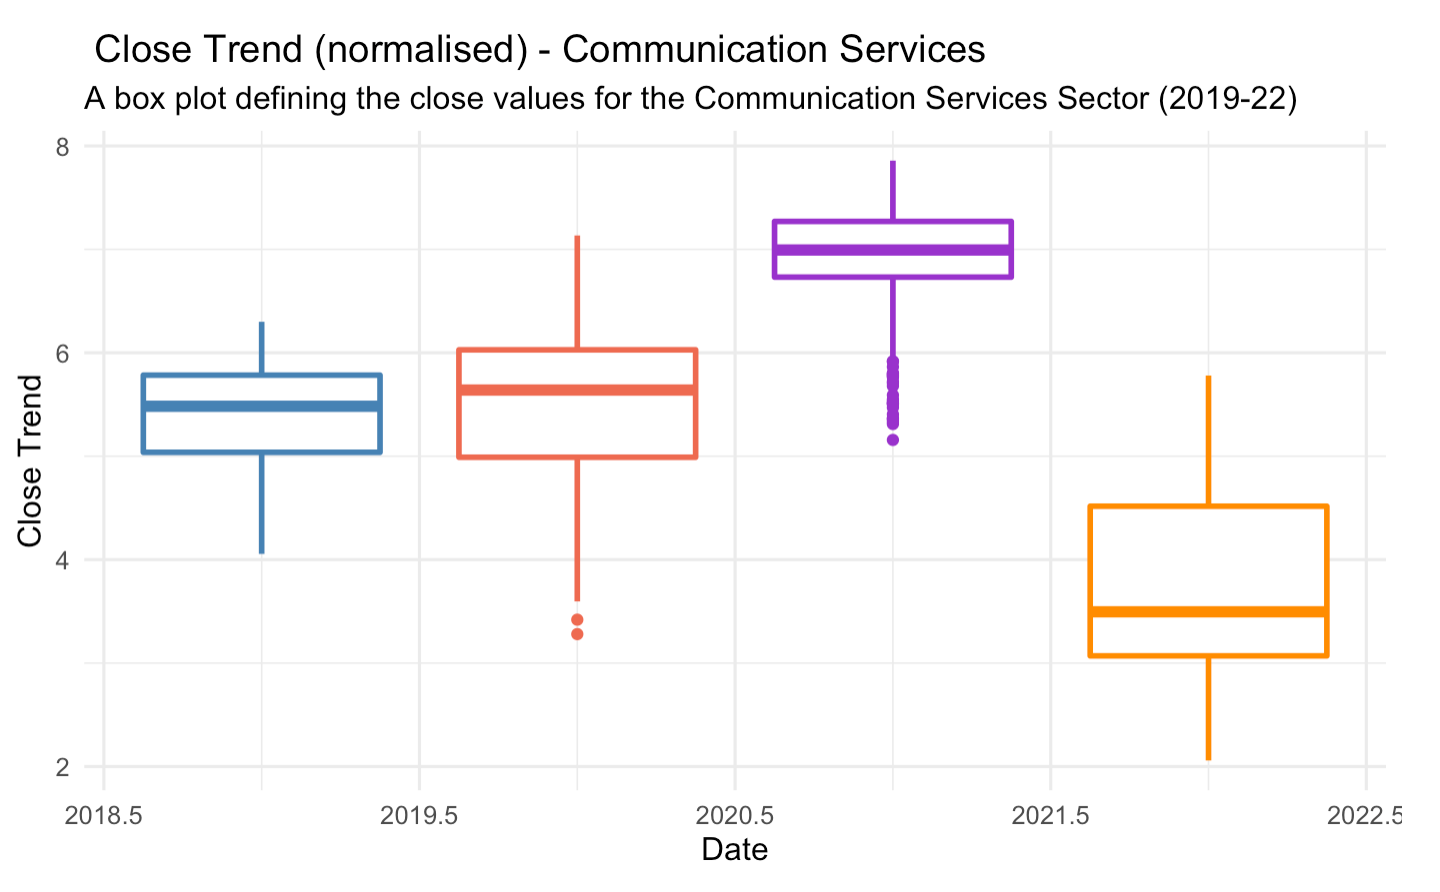 Close Trend (normalised) - Communication Services
A box plot defining the close values for the Communication Services Sector (2019-22)
8
6
4
2
Close Trend
2018.5 2019.5 2020.5 2021.5 2022.5
Date